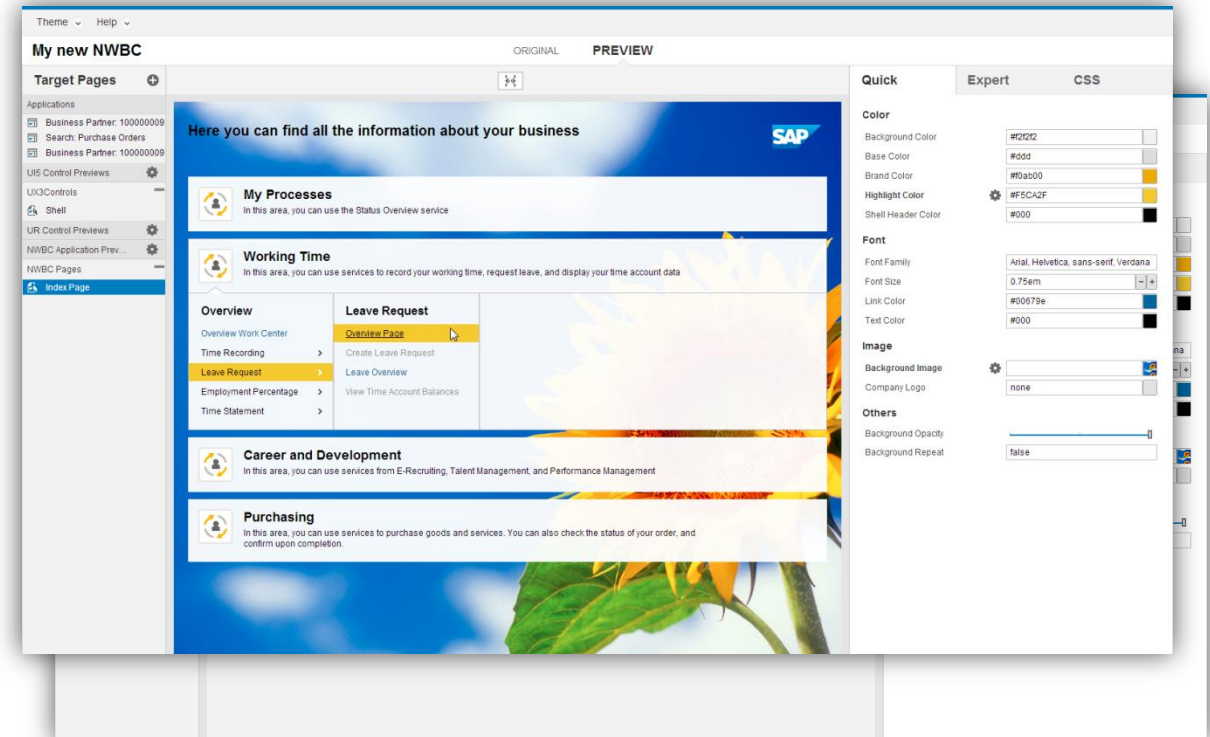 Theme Help
My new NWBC
ORIGINAL PREVIEW
Target Pages
Applications
Business Partner: 100000009
Search: Purchase Orders
Business Partner: 100000009
UI5 Control Previews
UX3Controls
Shell
UR Control Previews
NWBC Application Prev...
NWBC Pages
Index Page
Here you can find all the information about your business
SAP
My Processes
In this area, you can use the Status Overview service
Working Time
In this area, you can use services to record your working time, request leave, and display your time account data
Overview
Overview Work Center
Time Recording
Leave Request
Employment Percentage
Time Statement
Leave Request
Overview Page
Create Leave Request
Leave Overview
View Time Account Balances
Career and Development
In this area, you can use services from E-Recruiting, Talent Management, and Performance Management
Purchasing
In this area, you can use services to purchase goods and services. You can also check the status of your order, and
confirm upon completion.
Quick Expert CSS
Color
Background Color #f2f2f2
Base Color #ddd
Brand Color #f0ab00
Highlight Color #F5CA2F
Shell Header Color #000
Font
Font Family Arial, Helvetica, sans-serif, Verdana
Font Size 0.75em - +
Link Color #00679e
Text Color #000
Image
Background Image
Company Logo none
Others
Background Opacity
Background Repeat false
na
- +